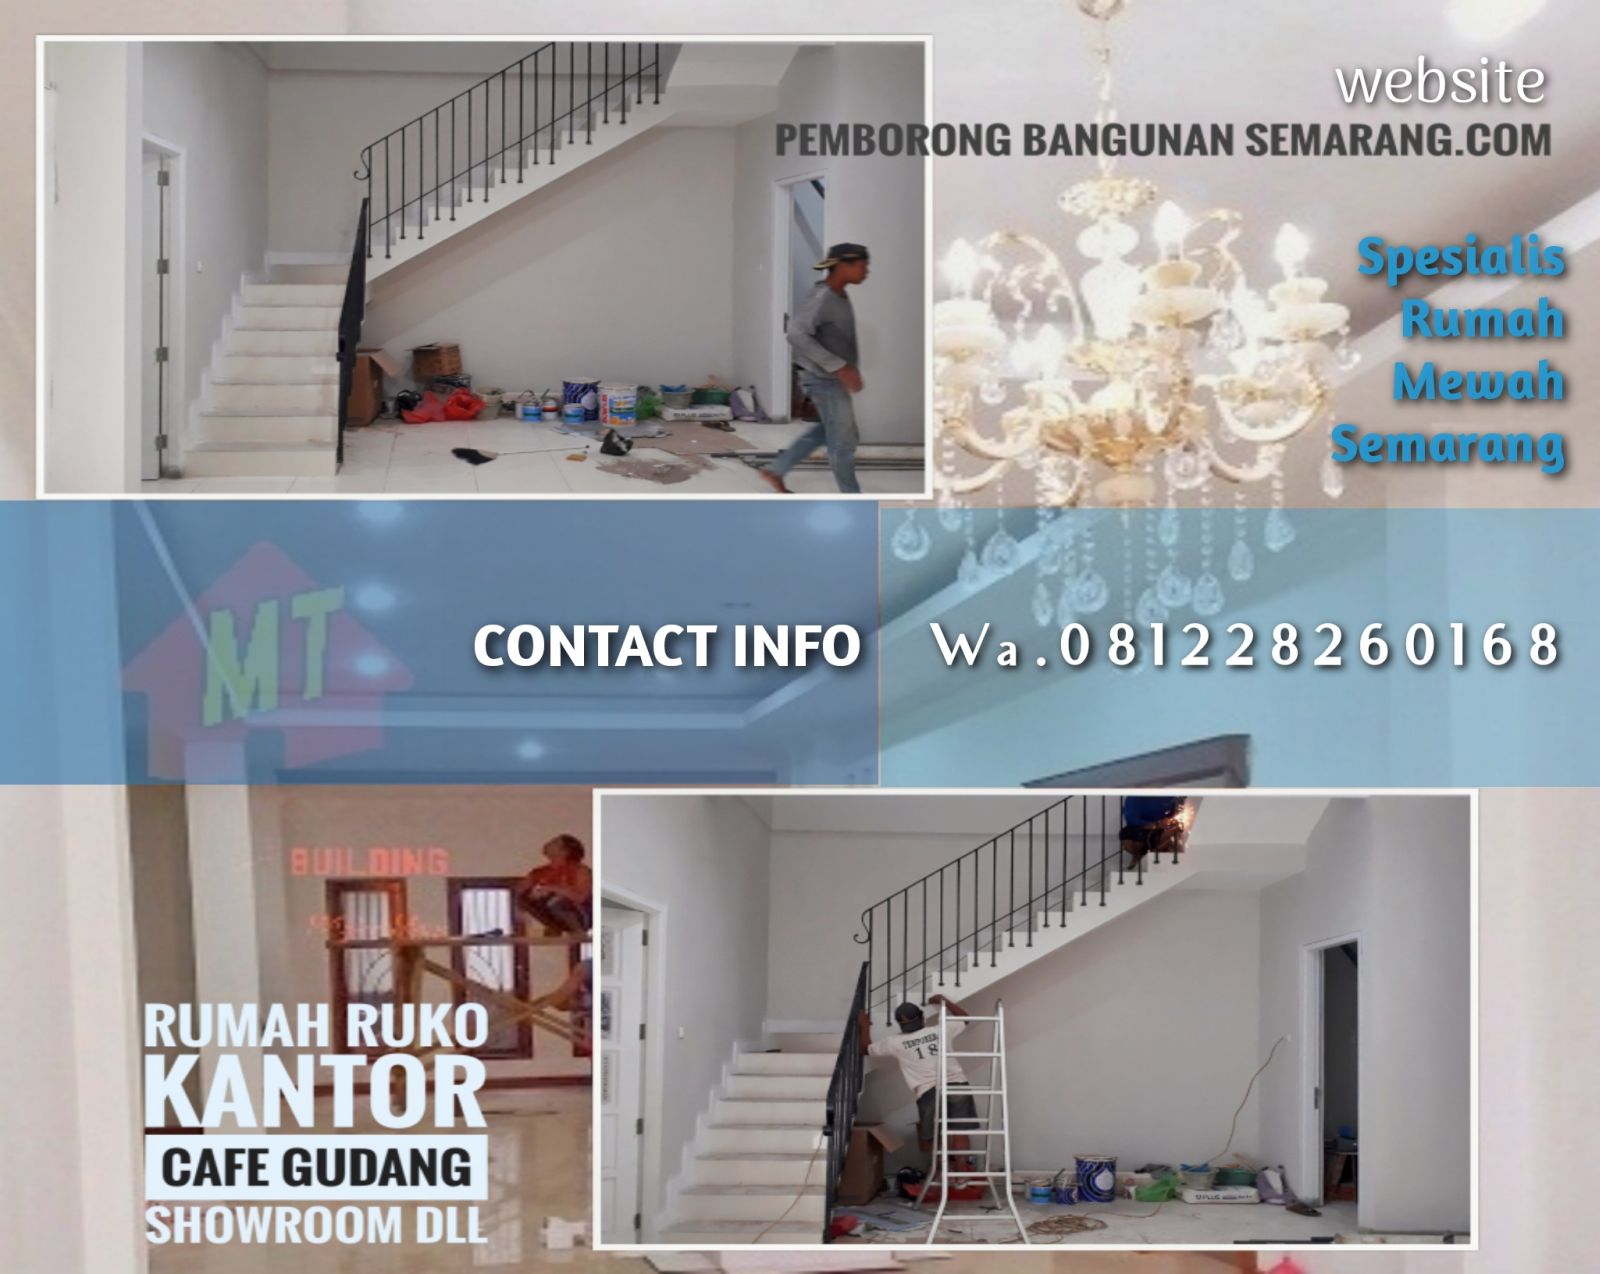 website
PEMBORONG BANGUNAN SEMARANG.COM
Spesialis
Rumah
Mewah
Semarang
MT
CONTACT INFO
Wa.081228260168
BUILDING
RUMAH RUKO
KANTOR
CAFE GUDANG
SHOWROOM DLL
18